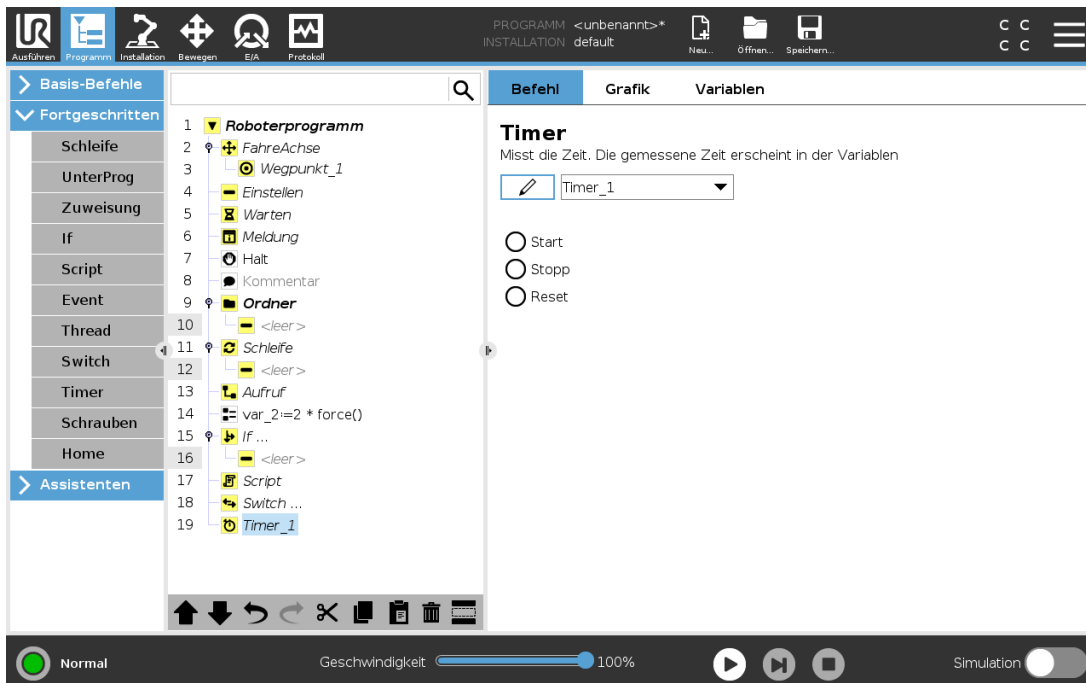 PROGRAMM <unbenannt>*
INSTALLATION default
C C
C C
Ausführen Programm Installation Bewegen E/A Protokoll Neu... Öffnen... Speichern...
Basis-Befehle
Fortgeschritten
Schleife
UnterProg
Zuweisung
If
Script
Event
Thread
Switch
Timer
Schrauben
Home
Assistenten
1 Roboterprogramm
2 FahreAchse
3 Wegpunkt_1
4 Einstellen
5 Warten
6 Meldung
7 Halt
8 Kommentar
9 Ordner
10 <leer>
11 Schleife
12 <leer>
13 Aufruf
14 var_2≔2 * force()
15 If ...
16 <leer>
17 Script
18 Switch ...
19 Timer_1
Befehl Grafik Variablen
Timer
Misst die Zeit. Die gemessene Zeit erscheint in der Variablen
Timer_1
Start
Stopp
Reset
Normal Geschwindigkeit 100% Simulation